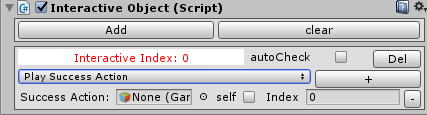 Interactive Object (Script)
Add clear
Interactive Index: 0 autoCheck Del
Play Success Action +
Success Action: None (Gar self Index 0 -